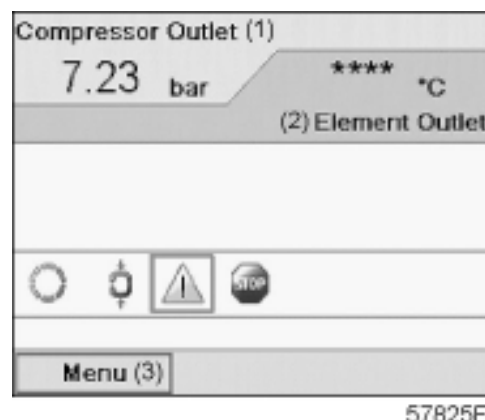 Compressor Outlet (1)
7.23 bar
**** °C
(2) Element Outlet
STOP
Menu (3)
57825F